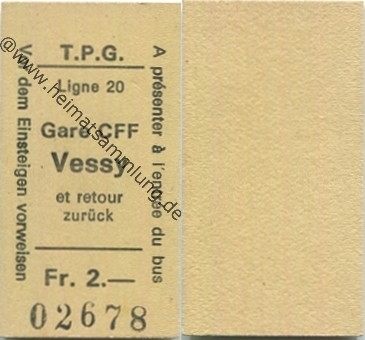 T.P.G.
Ligne 20
Gare CFF
Vessy
et retour
zurück
Fr. 2.—
02678
A présenter à l'entrée du bus
Vor dem Einsteigen vorweisen
@www.heimatsammlung.de